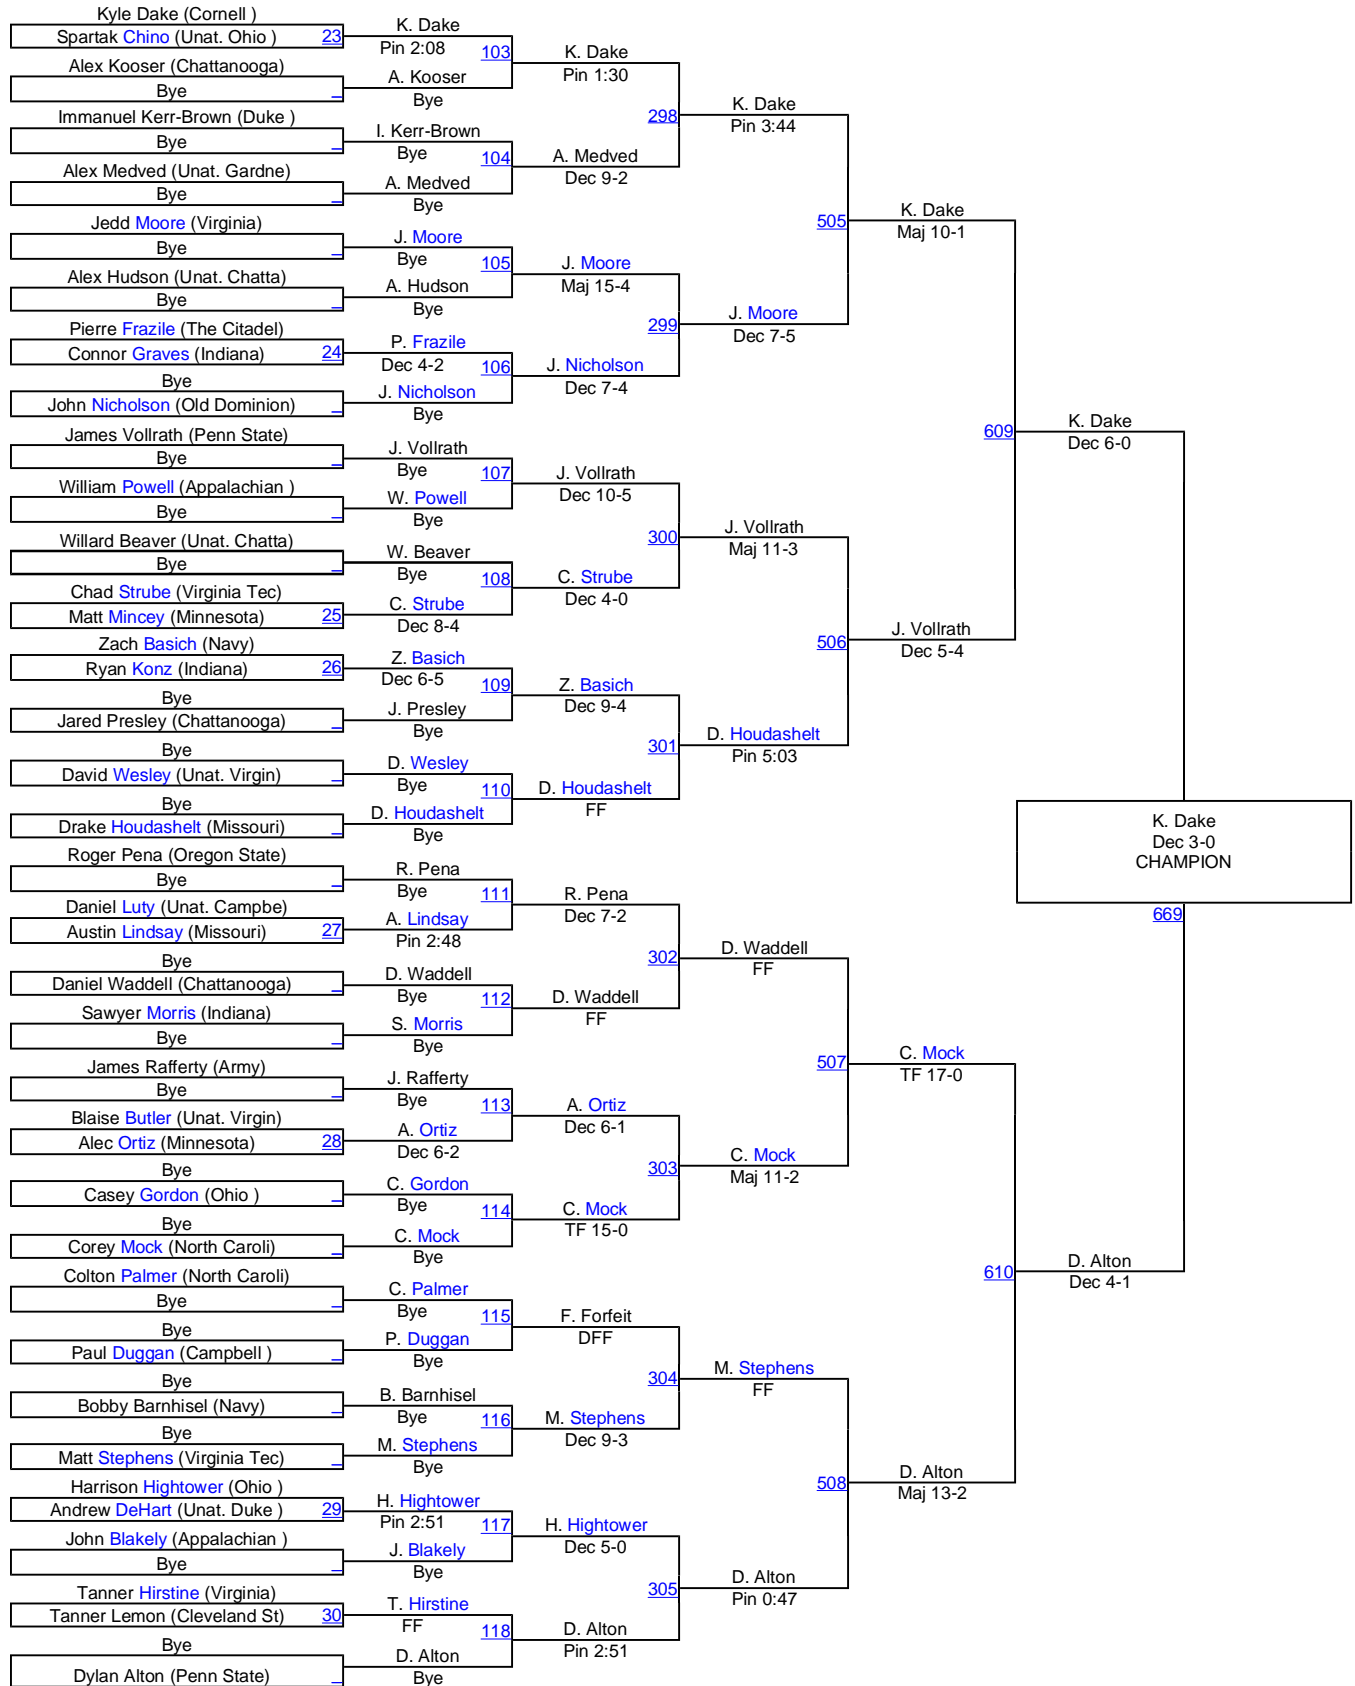 Kyle Dake (Cornell )
Spartak Chino (Unat. Ohio ) 23
Alex Kooser (Chattanooga)
Bye
Immanuel Kerr-Brown (Duke )
Bye
Alex Medved (Unat. Gardne)
Bye
Jedd Moore (Virginia)
Bye
Alex Hudson (Unat. Chatta)
Bye
Pierre Frazile (The Citadel)
Connor Graves (Indiana) 24
Bye
John Nicholson (Old Dominion)
James Vollrath (Penn State)
Bye
William Powell (Appalachian )
Bye
Willard Beaver (Unat. Chatta)
Bye
Chad Strube (Virginia Tec)
Matt Mincey (Minnesota) 25
Zach Basich (Navy)
Ryan Konz (Indiana) 26
Bye
Jared Presley (Chattanooga)
Bye
David Wesley (Unat. Virgin)
Bye
Drake Houdashelt (Missouri)
Roger Pena (Oregon State)
Bye
Daniel Luty (Unat. Campbe)
Austin Lindsay (Missouri) 27
Bye
Daniel Waddell (Chattanooga)
Sawyer Morris (Indiana)
Bye
James Rafferty (Army)
Bye
Blaise Butler (Unat. Virgin)
Alec Ortiz (Minnesota) 28
Bye
Casey Gordon (Ohio )
Bye
Corey Mock (North Caroli)
Colton Palmer (North Caroli)
Bye
Bye
Paul Duggan (Campbell )
Bye
Bobby Barnhisel (Navy)
Bye
Matt Stephens (Virginia Tec)
Harrison Hightower (Ohio )
Andrew DeHart (Unat. Duke ) 29
John Blakely (Appalachian )
Bye
Tanner Hirstine (Virginia)
Tanner Lemon (Cleveland St) 30
Bye
Dylan Alton (Penn State)
K. Dake
Pin 2:08
103
A. Kooser
Bye
I. Kerr-Brown
Bye
104
A. Medved
Bye
J. Moore
Bye
105
A. Hudson
Bye
P. Frazile
Dec 4-2
106
J. Nicholson
Bye
J. Vollrath
Bye
107
W. Powell
Bye
W. Beaver
Bye
108
C. Strube
Dec 8-4
Z. Basich
Dec 6-5
109
J. Presley
Bye
D. Wesley
Bye
110
D. Houdashelt
Bye
R. Pena
Bye
111
A. Lindsay
Pin 2:48
D. Waddell
Bye
112
S. Morris
Bye
J. Rafferty
Bye
113
A. Ortiz
Dec 6-2
C. Gordon
Bye
114
C. Mock
Bye
C. Palmer
Bye
115
P. Duggan
Bye
B. Barnhisel
Bye
116
M. Stephens
Bye
H. Hightower
Pin 2:51
117
J. Blakely
Bye
T. Hirstine
FF
118
D. Alton
Bye
K. Dake
Pin 1:30
298
A. Medved
Dec 9-2
J. Moore
Maj 15-4
299
J. Nicholson
Dec 7-4
J. Vollrath
Dec 10-5
300
C. Strube
Dec 4-0
Z. Basich
Dec 9-4
301
D. Houdashelt
FF
R. Pena
Dec 7-2
302
D. Waddell
FF
A. Ortiz
Dec 6-1
303
C. Mock
TF 15-0
F. Forfeit
DFF
304
M. Stephens
Dec 9-3
H. Hightower
Dec 5-0
305
D. Alton
Pin 2:51
K. Dake
Pin 3:44
505
J. Moore
Dec 7-5
J. Vollrath
Maj 11-3
506
D. Houdashelt
Pin 5:03
D. Waddell
FF
507
C. Mock
Maj 11-2
M. Stephens
FF
508
D. Alton
Pin 0:47
K. Dake
Maj 10-1
609
J. Vollrath
Dec 5-4
C. Mock
TF 17-0
610
D. Alton
Maj 13-2
K. Dake
Dec 6-0
D. Alton
Dec 4-1
K. Dake
Dec 3-0
CHAMPION
669